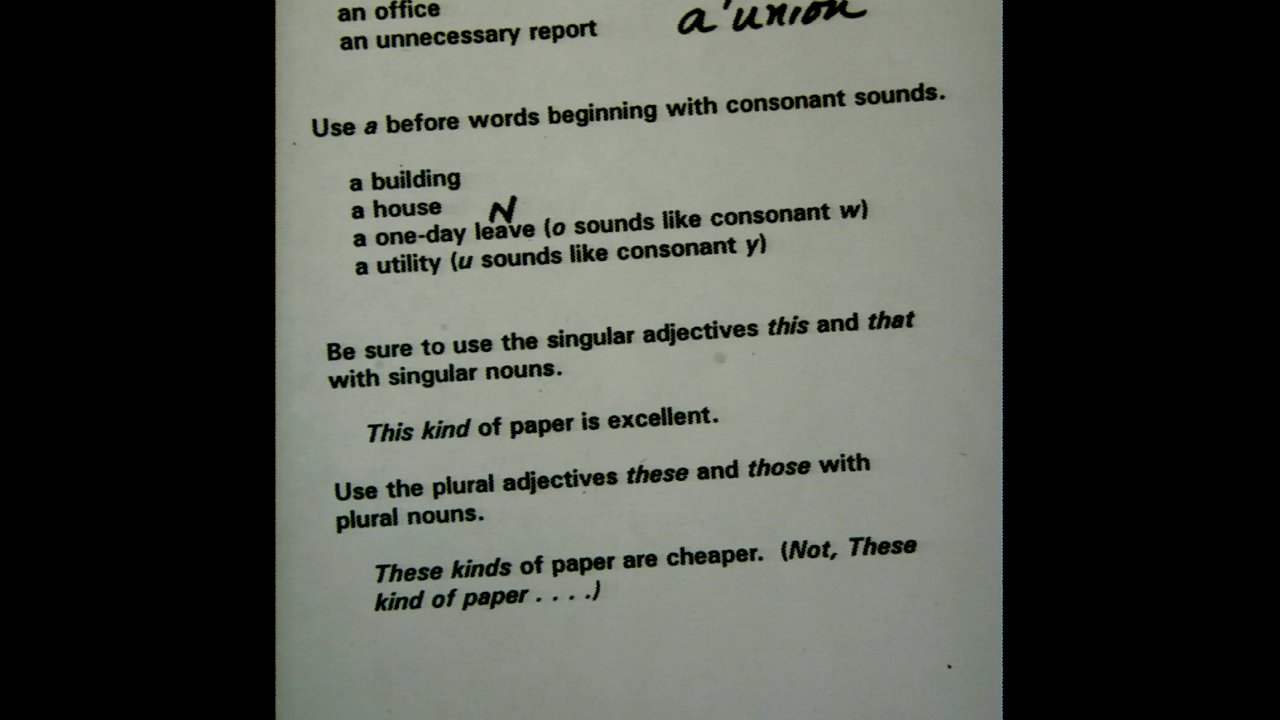 an office
an unnecessary report
a 'union
Use a before words beginning with consonant sounds.
a building
a house
N
a one-day leave (o sounds like consonant w)
a utility (u sounds like consonant y)
Be sure to use the singular adjectives this and that
with singular nouns.
This kind of paper is excellent.
Use the plural adjectives these and those with
plural nouns.
These kinds of paper are cheaper. (Not, These
kind of paper . . . .)